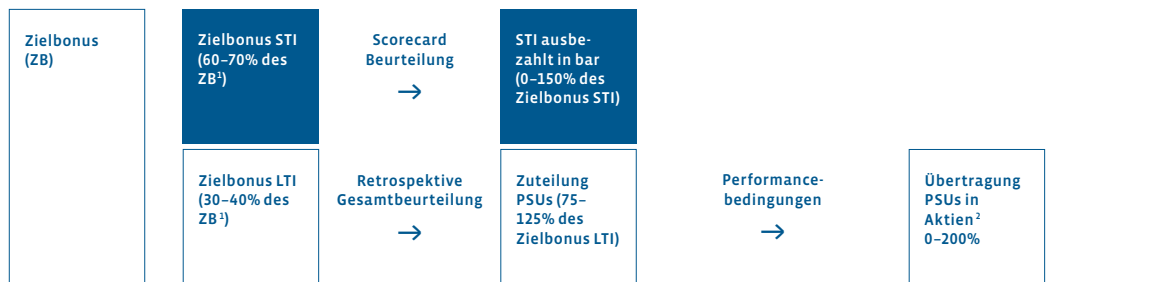 Zielbonus
(ZB)
Zielbonus STI
(60–70% des
ZB¹)
Scorecard
Beurteilung
→
STI ausbe-
zahlt in bar
(0–150% des
Zielbonus STI)
Zielbonus LTI
(30–40% des
ZB¹)
Retrospektive
Gesamtbeurteilung
→
Zuteilung
PSUs (75–
125% des
Zielbonus LTI)
Performance-
bedingungen
→
Übertragung
PSUs in
Aktien²
0–200%